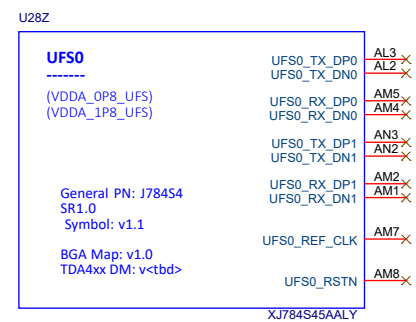 U28Z
UFS0
-------
(VDDA_0P8_UFS)
(VDDA_1P8_UFS)
General PN: J784S4
SR1.0
Symbol: v1.1
BGA Map: v1.0
TDA4xx DM: v<tbd>
UFS0_TX_DP0 AL3
UFS0_TX_DN0 AL2
UFS0_RX_DP0 AM5
UFS0_RX_DN0 AM4
UFS0_TX_DP1 AN3
UFS0_TX_DN1 AN2
UFS0_RX_DP1 AM2
UFS0_RX_DN1 AM1
UFS0_REF_CLK AM7
UFS0_RSTN AM8
XJ784S45AALY